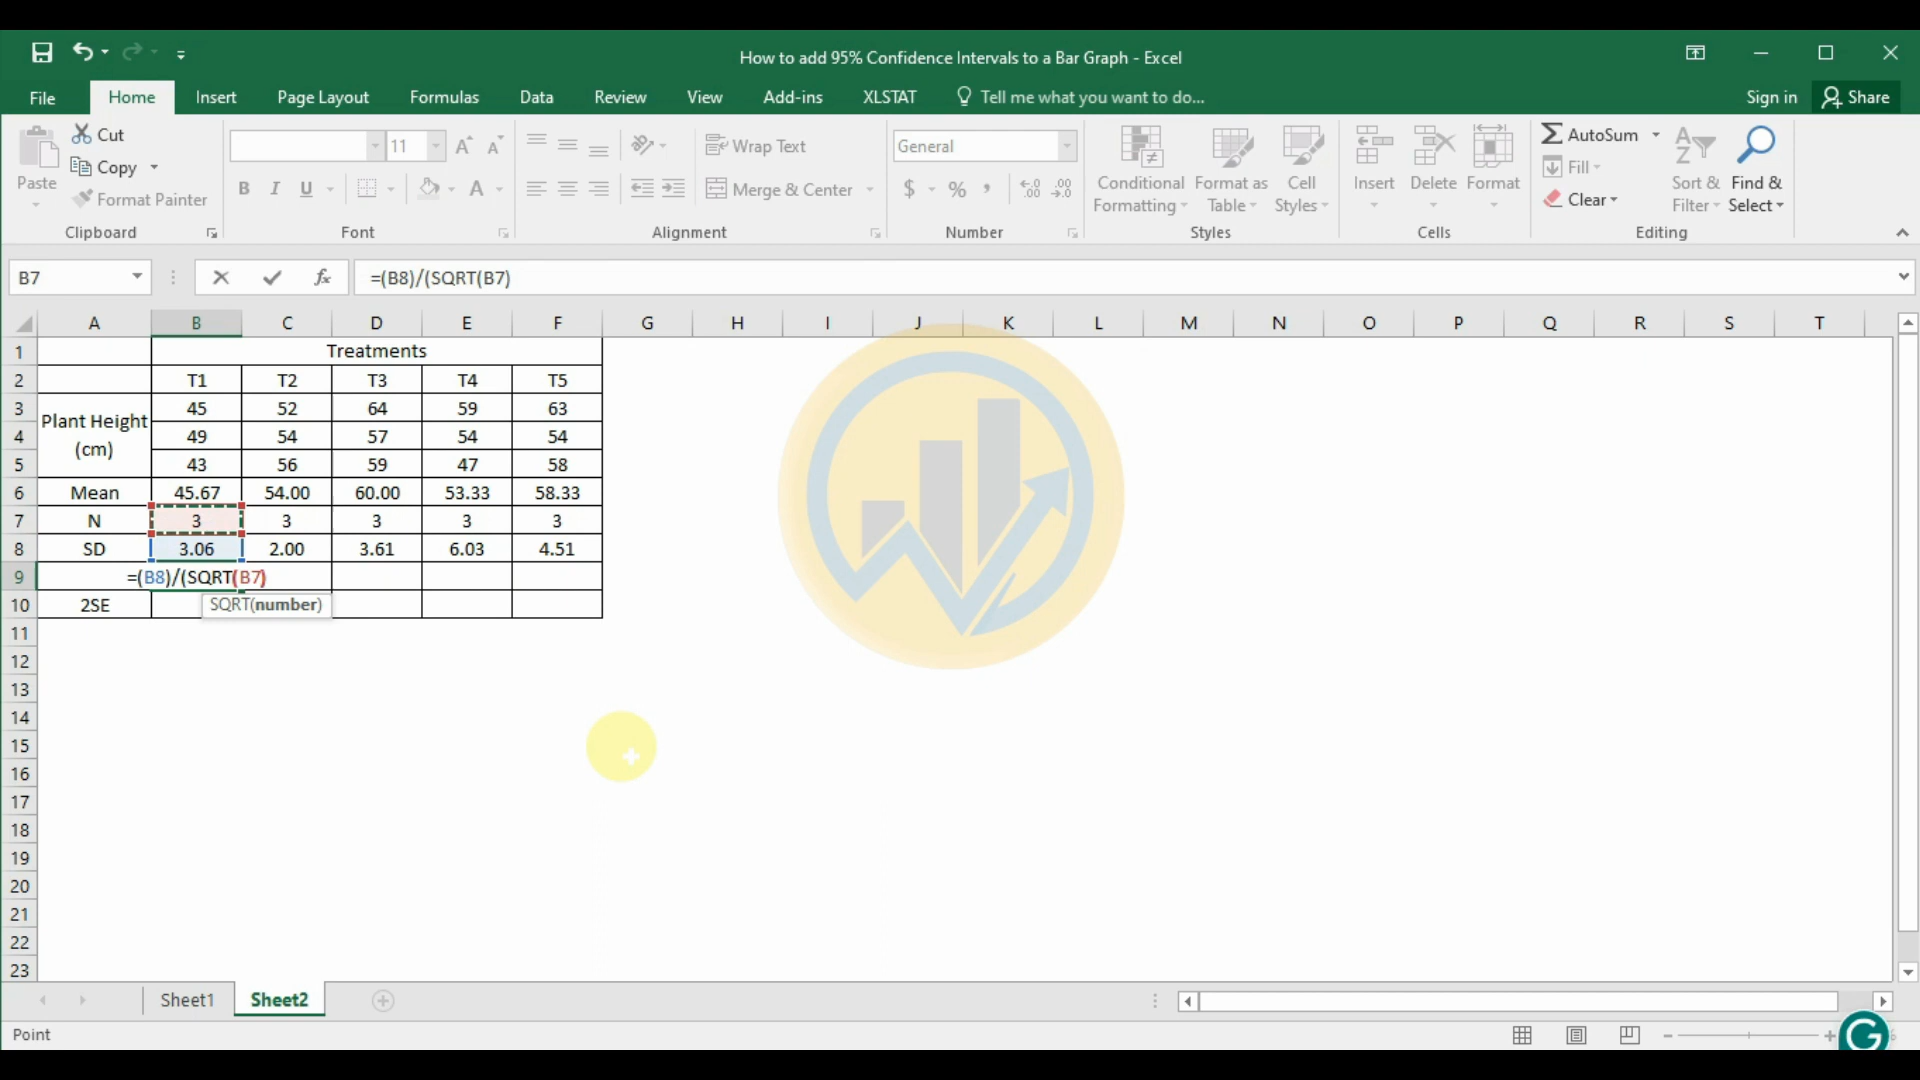 How to add 95% Confidence Intervals to a Bar Graph - Excel
File Home Insert Page Layout Formulas Data Review View Add-ins XLSTAT Tell me what you want to do... Sign in Share
Paste
Cut
Copy
Format Painter
Clipboard
11
B I U
Font
Wrap Text
Merge & Center
Alignment
General
$ % , .00 .00
Number
Conditional Formatting
Format as Table
Cell Styles
Styles
Insert Delete Format
Cells
AutoSum
Fill
Clear
Sort & Filter
Find & Select
Editing
B7 fx =(B8)/(SQRT(B7)
A B C D E F G H I J K L M N O P Q R S T
1 Treatments
2 T1 T2 T3 T4 T5
3 45 52 64 59 63
Plant Height
4 49 54 57 54 54
(cm)
5 43 56 59 47 58
6 Mean 45.67 54.00 60.00 53.33 58.33
7 N 3 3 3 3 3
8 SD 3.06 2.00 3.61 6.03 4.51
9 =(B8)/(SQRT(B7)
10 2SE SQRT(number)
11
12
13
14
15
16
17
18
19
20
21
22
23
Sheet1 Sheet2
Point